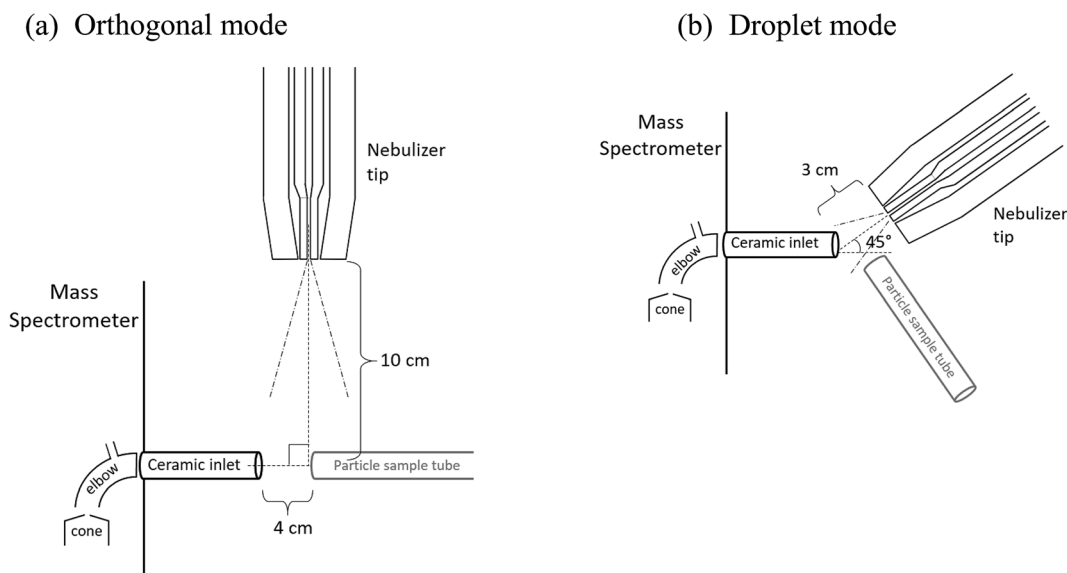 (a) Orthogonal mode
Nebulizer
tip
Mass
Spectrometer
10 cm
elbow
Ceramic inlet
Particle sample tube
cone
4 cm
(b) Droplet mode
Mass
Spectrometer
3 cm
Nebulizer
tip
elbow
Ceramic inlet
45°
cone
Particle sample tube